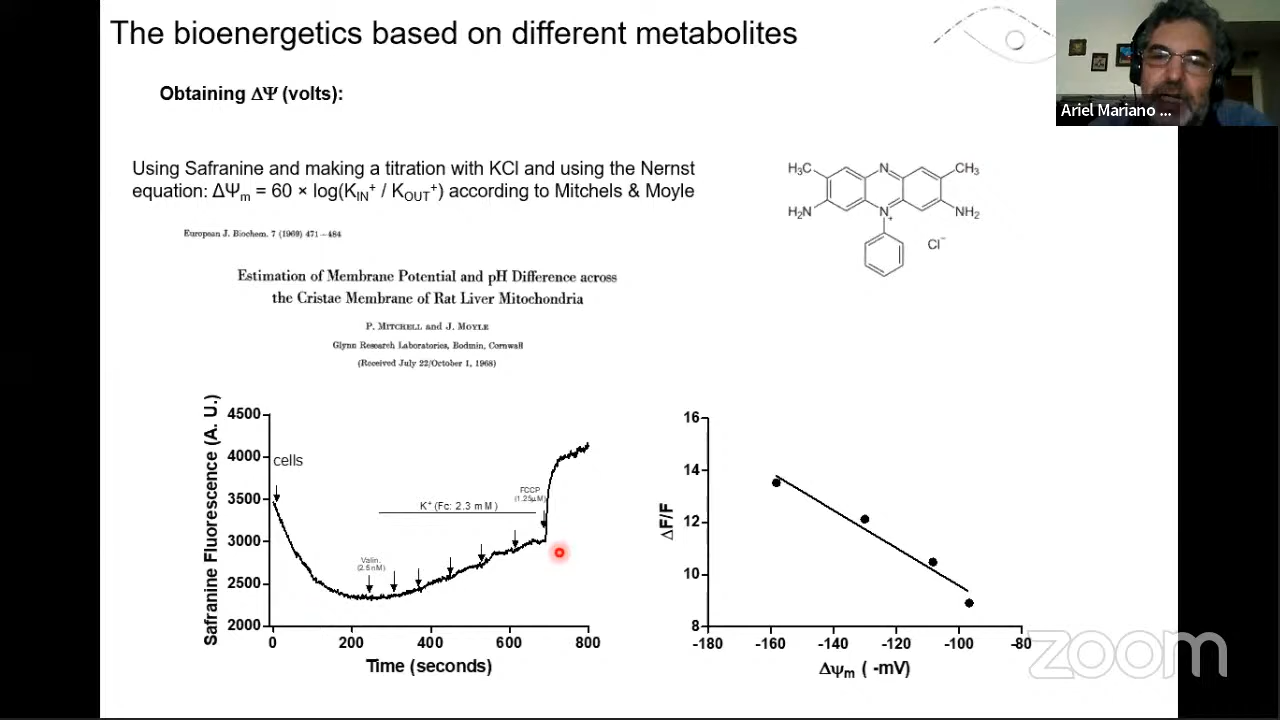 The bioenergetics based on different metabolites
Ariel Mariano ...
Obtaining ΔΨ (volts):
Using Safranine and making a titration with KCl and using the Nernst
equation: ΔΨm = 60 × log(KIN+ / KOUT+) according to Mitchels & Moyle
H3C
N
CH3
H2N
N+
NH2
Cl−
European J. Biochem. 7 (1969) 471—484
Estimation of Membrane Potential and pH Difference across
the Cristae Membrane of Rat Liver Mitochondria
P. Mitchell and J. Moyle
Glynn Research Laboratories, Bodmin, Cornwall
(Received July 22/October 1, 1968)
Safranine Fluorescence (A. U.)
4500
4000
3500
3000
2500
2000
cells
Valin.
(2.5nM)
K+ (Fc: 2.3 mM)
FCCP
(1.25µM)
0
200
400
600
800
Time (seconds)
ΔF/F
16
14
12
10
8
-180
-160
-140
-120
-100
-80
Δψm ( -mV)
zoom